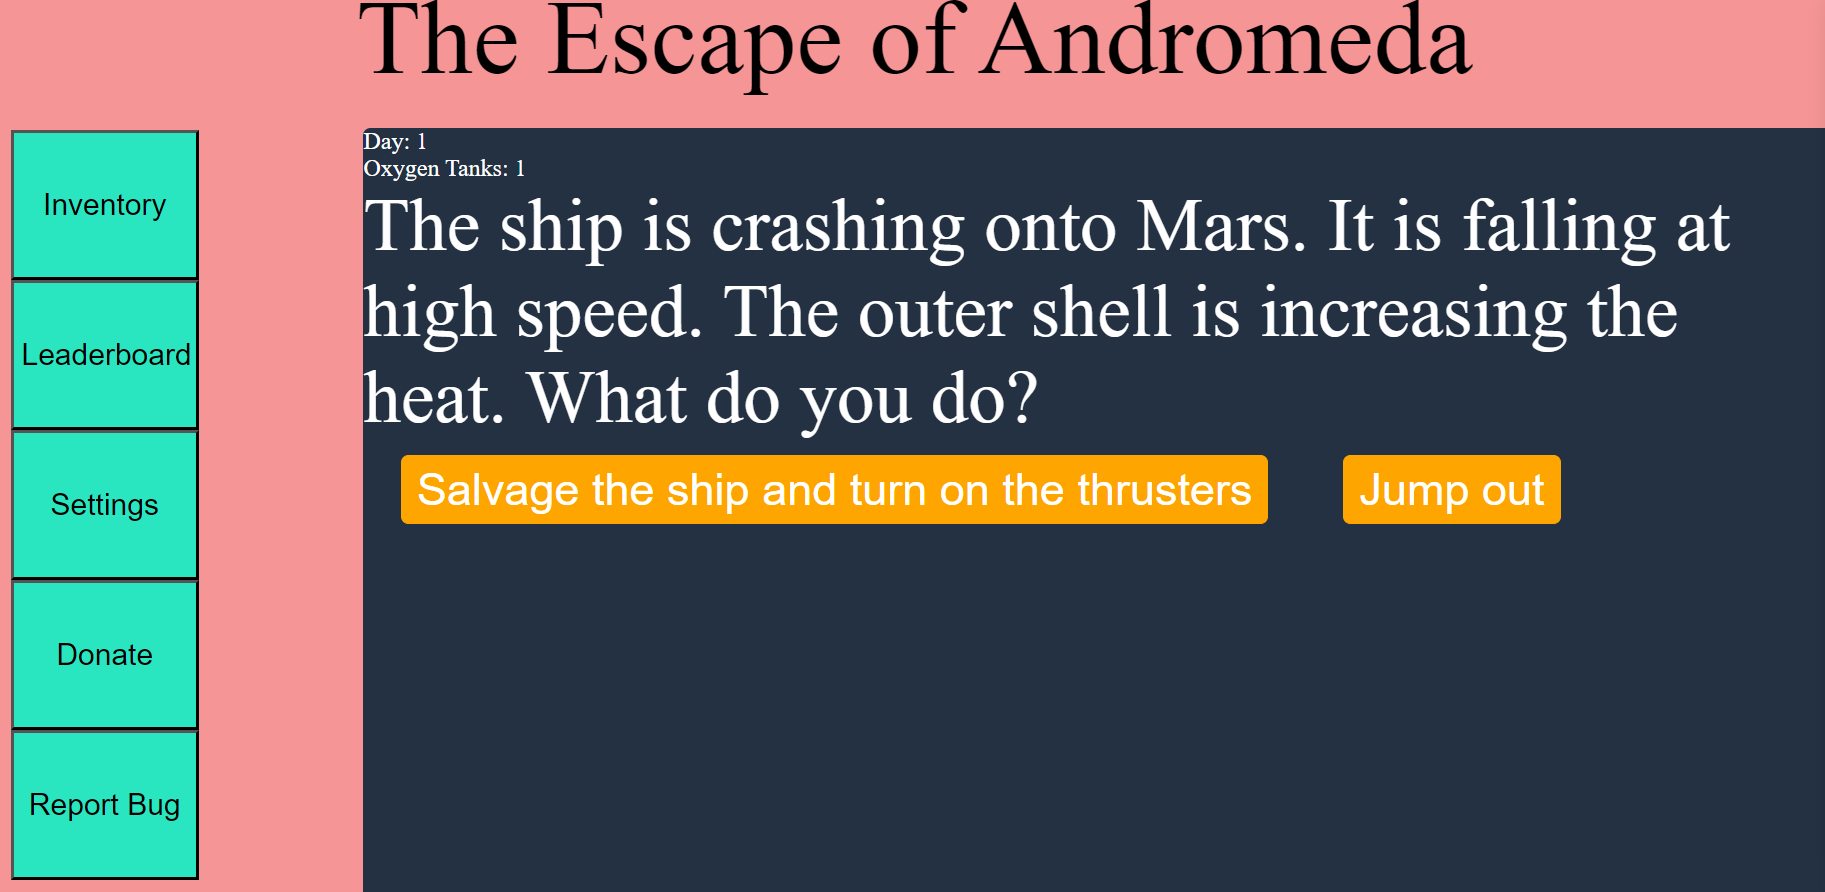 The Escape of Andromeda
Inventory
Leaderboard
Settings
Donate
Report Bug
Day: 1
Oxygen Tanks: 1
The ship is crashing onto Mars. It is falling at
high speed. The outer shell is increasing the
heat. What do you do?
Salvage the ship and turn on the thrusters
Jump out